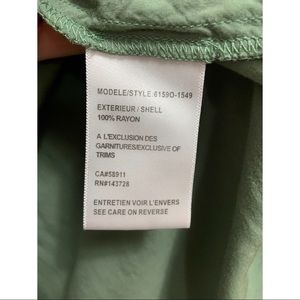 MODELE/STYLE.6159O-1549
EXTERIEUR/SHELL
100% RAYON
A L'EXCLUSION DES
GARNITURES/EXCLUSIVE OF
TRIMS
CA#58911
RN#143728
ENTRETIEN VOIR L'ENVERS
SEE CARE ON REVERSE